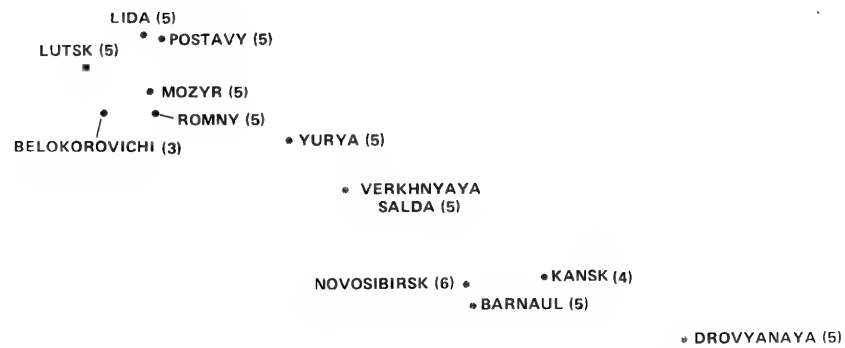 LIDA (5)
POSTAVY (5)
LUTSK (5)
MOZYR (5)
ROMNY (5)
BELOKOROVICHI (3)
YURYA (5)
VERKHNYAYA
SALDA (5)
NOVOSIBIRSK (6)
KANSK (4)
BARNAUL (5)
DROVYANAYA (5)